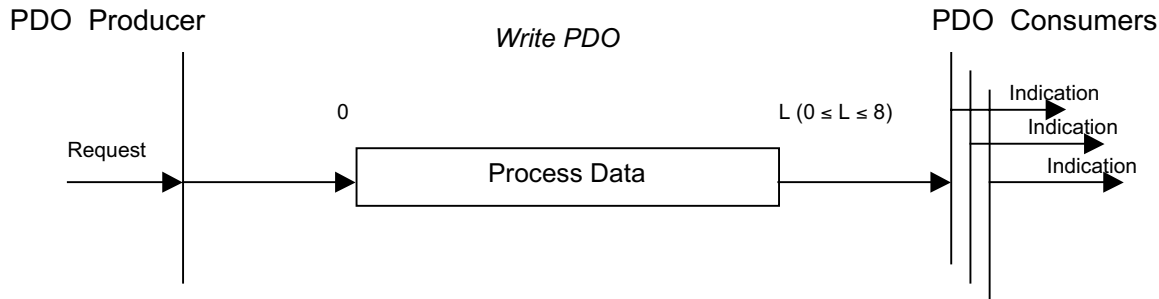 PDO Producer
Write PDO
PDO Consumers
0
L (0 ≤ L ≤ 8)
Indication
Indication
Request
Process Data
Indication